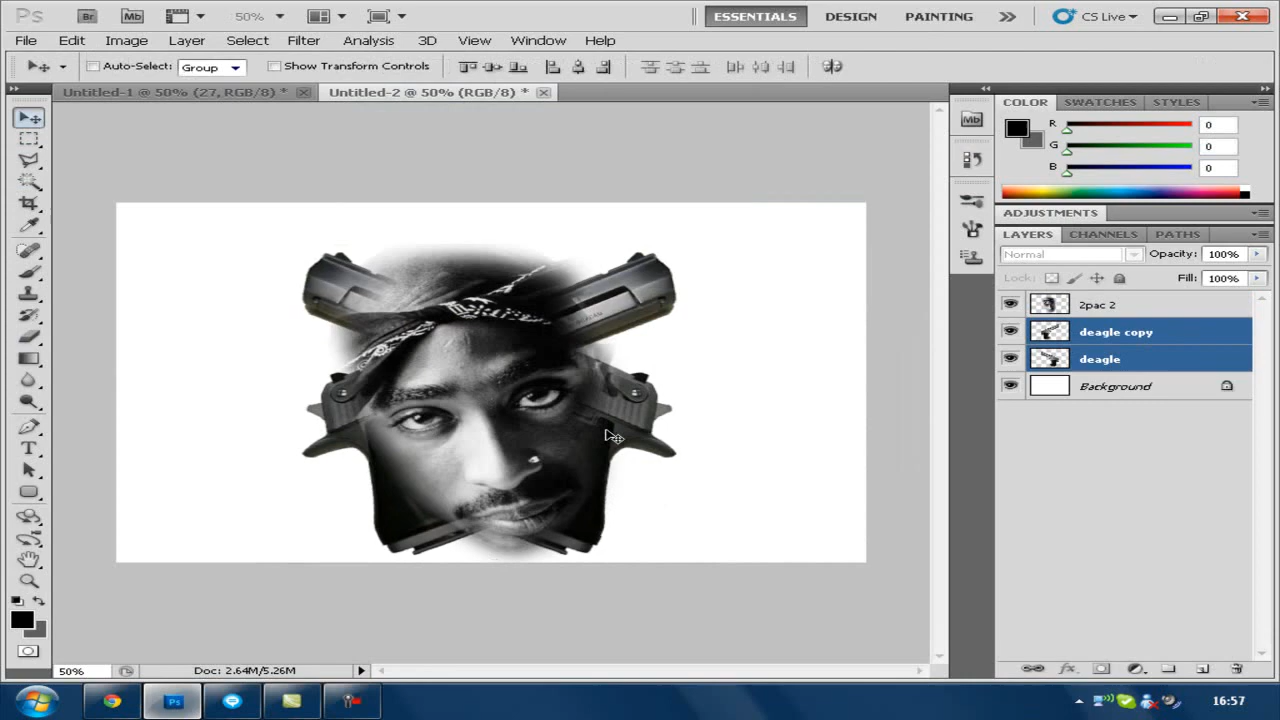 Ps Br Mb 50% ESSENTIALS DESIGN PAINTING CS Live
File Edit Image Layer Select Filter Analysis 3D View Window Help
Auto-Select: Group Show Transform Controls
Untitled-1 @ 50% (27, RGB/8) * Untitled-2 @ 50% (RGB/8) *
COLOR SWATCHES STYLES
Mb
R 0
G 0
B 0
ADJUSTMENTS
LAYERS CHANNELS PATHS
Normal Opacity: 100%
Lock: Fill: 100%
2pac 2
deagle copy
deagle
Background
T
50% Doc: 2.64M/5.26M
fx
Ps 16:57